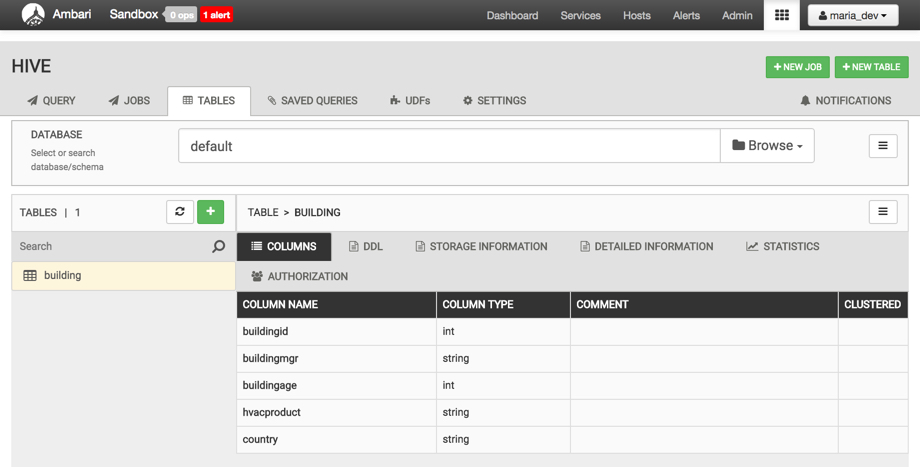 Ambari Sandbox 0 ops 1 alert Dashboard Services Hosts Alerts Admin maria_dev
HIVE + NEW JOB + NEW TABLE
QUERY JOBS TABLES SAVED QUERIES UDFs SETTINGS NOTIFICATIONS
DATABASE
Select or search
database/schema
default Browse
TABLES | 1 TABLE > BUILDING
Search COLUMNS DDL STORAGE INFORMATION DETAILED INFORMATION STATISTICS
building AUTHORIZATION
COLUMN NAME COLUMN TYPE COMMENT CLUSTERED
buildingid int
buildingmgr string
buildingage int
hvacproduct string
country string